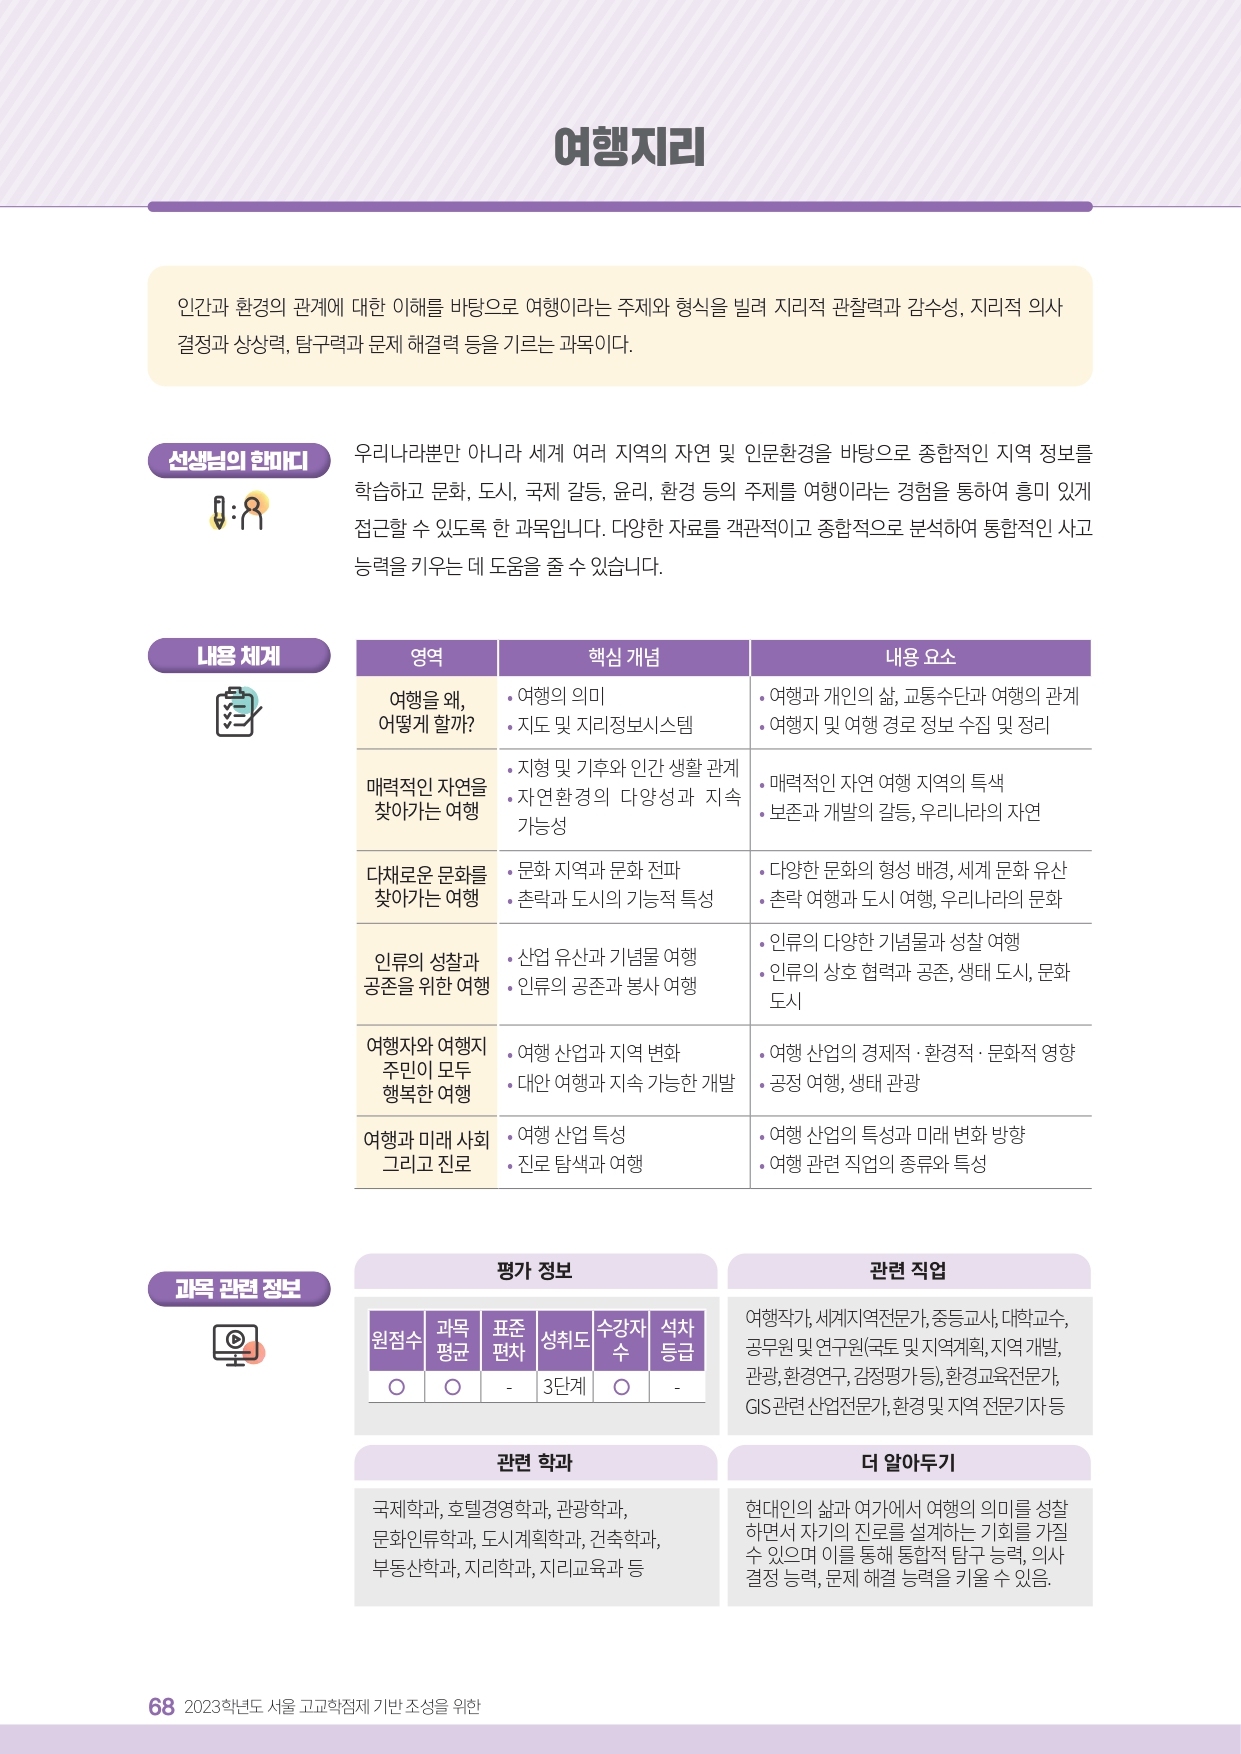 여행지리
인간과 환경의 관계에 대한 이해를 바탕으로 여행이라는 주제와 형식을 빌려 지리적 관찰력과 감수성, 지리적 의사
결정과 상상력, 탐구력과 문제 해결력 등을 기르는 과목이다.
선생님의 한마디
우리나라뿐만 아니라 세계 여러 지역의 자연 및 인문환경을 바탕으로 종합적인 지역 정보를
학습하고 문화, 도시, 국제 갈등, 윤리, 환경 등의 주제를 여행이라는 경험을 통하여 흥미 있게
접근할 수 있도록 한 과목입니다. 다양한 자료를 객관적이고 종합적으로 분석하여 통합적인 사고
능력을 키우는 데 도움을 줄 수 있습니다.
내용 체계
영역 핵심 개념 내용 요소
여행을 왜,
어떻게 할까?
• 여행의 의미
• 지도 및 지리정보시스템
• 여행과 개인의 삶, 교통수단과 여행의 관계
• 여행지 및 여행 경로 정보 수집 및 정리
매력적인 자연을
찾아가는 여행
• 지형 및 기후와 인간 생활 관계
• 자연환경의 다양성과 지속
가능성
• 매력적인 자연 여행 지역의 특색
• 보존과 개발의 갈등, 우리나라의 자연
다채로운 문화를
찾아가는 여행
• 문화 지역과 문화 전파
• 촌락과 도시의 기능적 특성
• 다양한 문화의 형성 배경, 세계 문화 유산
• 촌락 여행과 도시 여행, 우리나라의 문화
인류의 성찰과
공존을 위한 여행
• 산업 유산과 기념물 여행
• 인류의 공존과 봉사 여행
• 인류의 다양한 기념물과 성찰 여행
• 인류의 상호 협력과 공존, 생태 도시, 문화
도시
여행자와 여행지
주민이 모두
행복한 여행
• 여행 산업과 지역 변화
• 대안 여행과 지속 가능한 개발
• 여행 산업의 경제적 · 환경적 · 문화적 영향
• 공정 여행, 생태 관광
여행과 미래 사회
그리고 진로
• 여행 산업 특성
• 진로 탐색과 여행
• 여행 산업의 특성과 미래 변화 방향
• 여행 관련 직업의 종류와 특성
과목 관련 정보
평가 정보
원점수 과목 평균 표준 편차 성취도 수강자 수 석차 등급
○ ○ - 3단계 ○ -
관련 직업
여행작가, 세계지역전문가, 중등교사, 대학교수,
공무원 및 연구원(국토 및 지역계획, 지역 개발,
관광, 환경연구, 감정평가 등), 환경교육전문가,
GIS 관련 산업전문가, 환경 및 지역 전문기자 등
관련 학과
국제학과, 호텔경영학과, 관광학과,
문화인류학과, 도시계획학과, 건축학과,
부동산학과, 지리학과, 지리교육과 등
더 알아두기
현대인의 삶과 여가에서 여행의 의미를 성찰
하면서 자기의 진로를 설계하는 기회를 가질
수 있으며 이를 통해 통합적 탐구 능력, 의사
결정 능력, 문제 해결 능력을 키울 수 있음.
68 2023학년도 서울 고교학점제 기반 조성을 위한